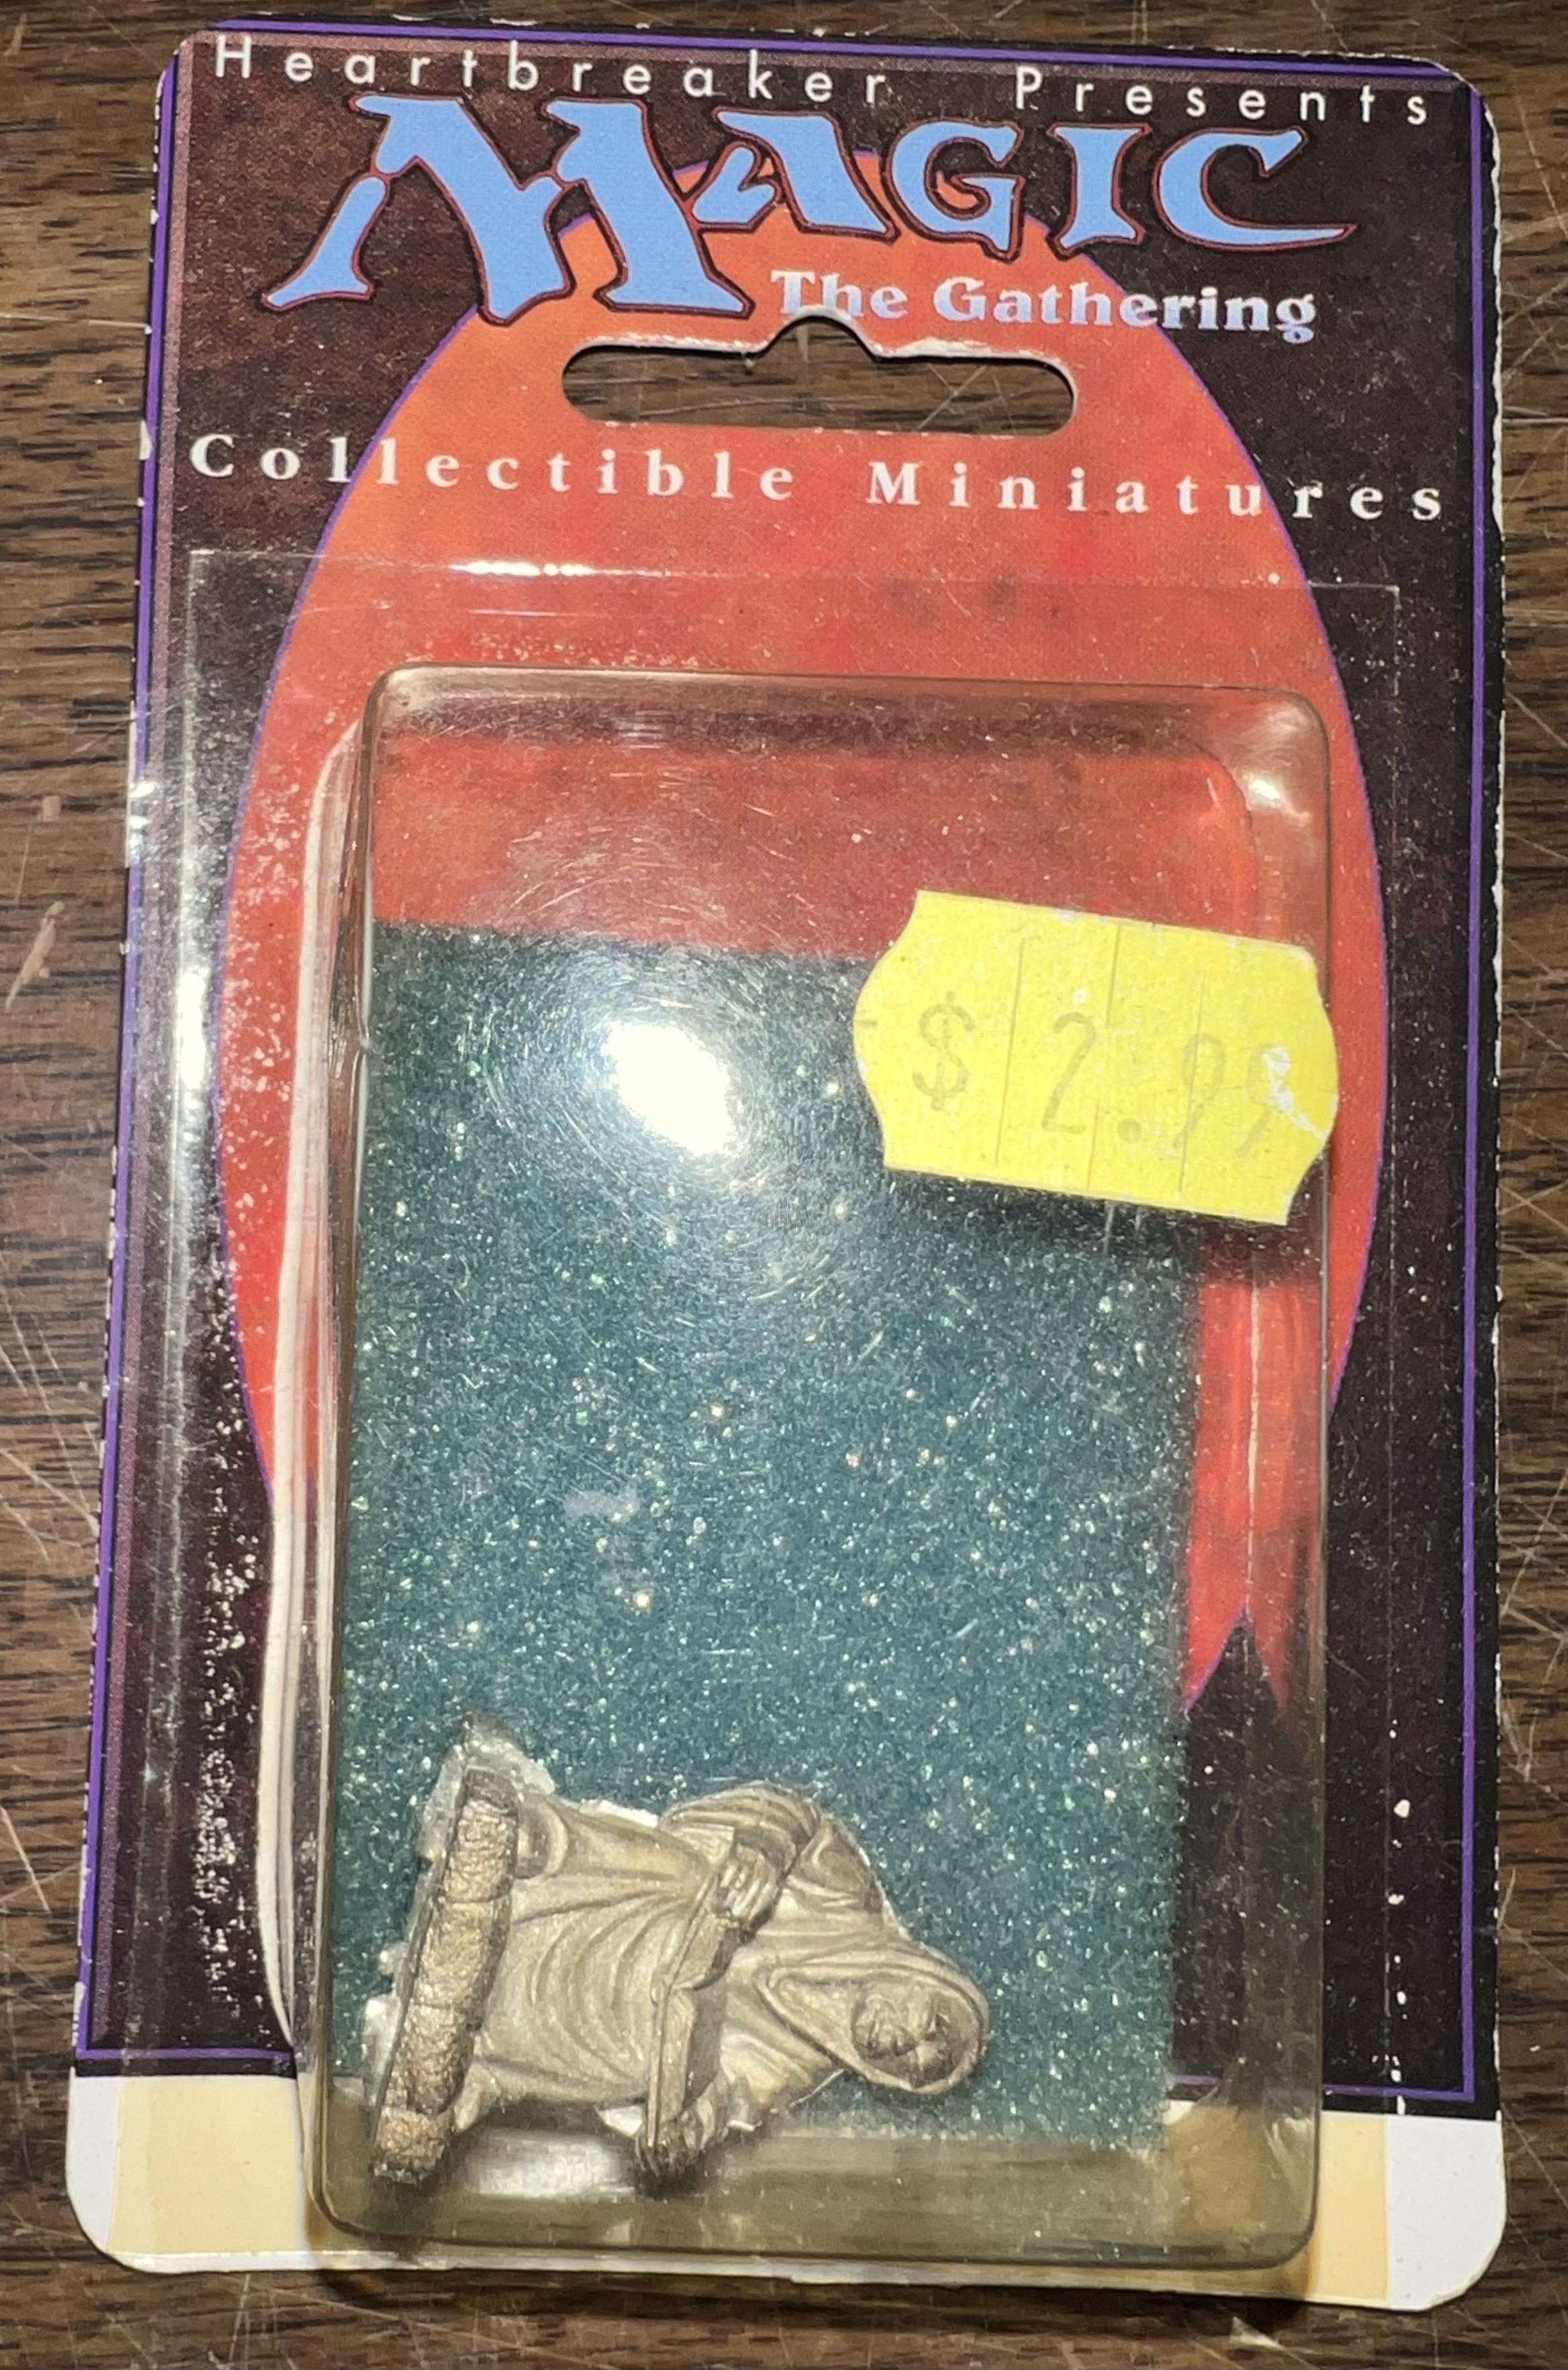 Heartbreaker Presents
MAGIC
The Gathering
Collectible Miniatures
$2.99